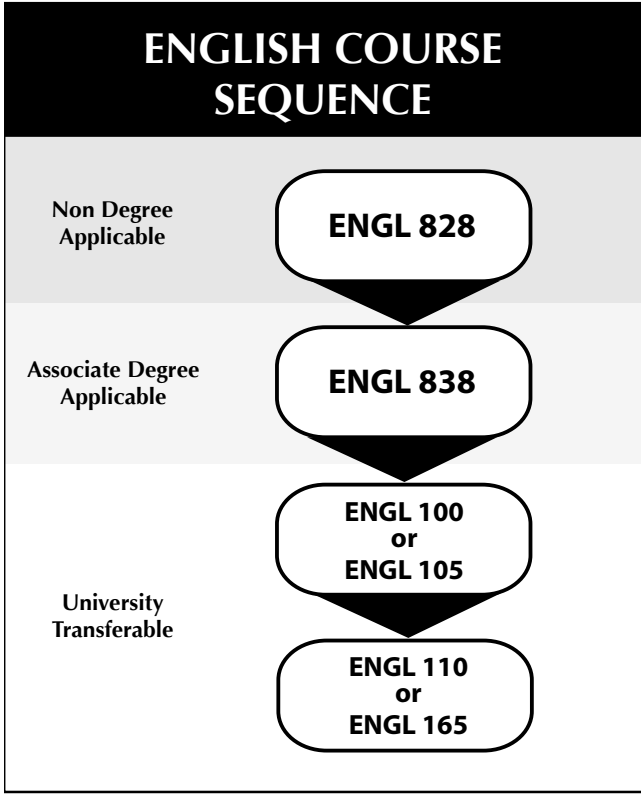 ENGLISH COURSE
SEQUENCE
Non Degree
Applicable
ENGL 828
Associate Degree
Applicable
ENGL 838
University
Transferable
ENGL 100
or
ENGL 105
ENGL 110
or
ENGL 165